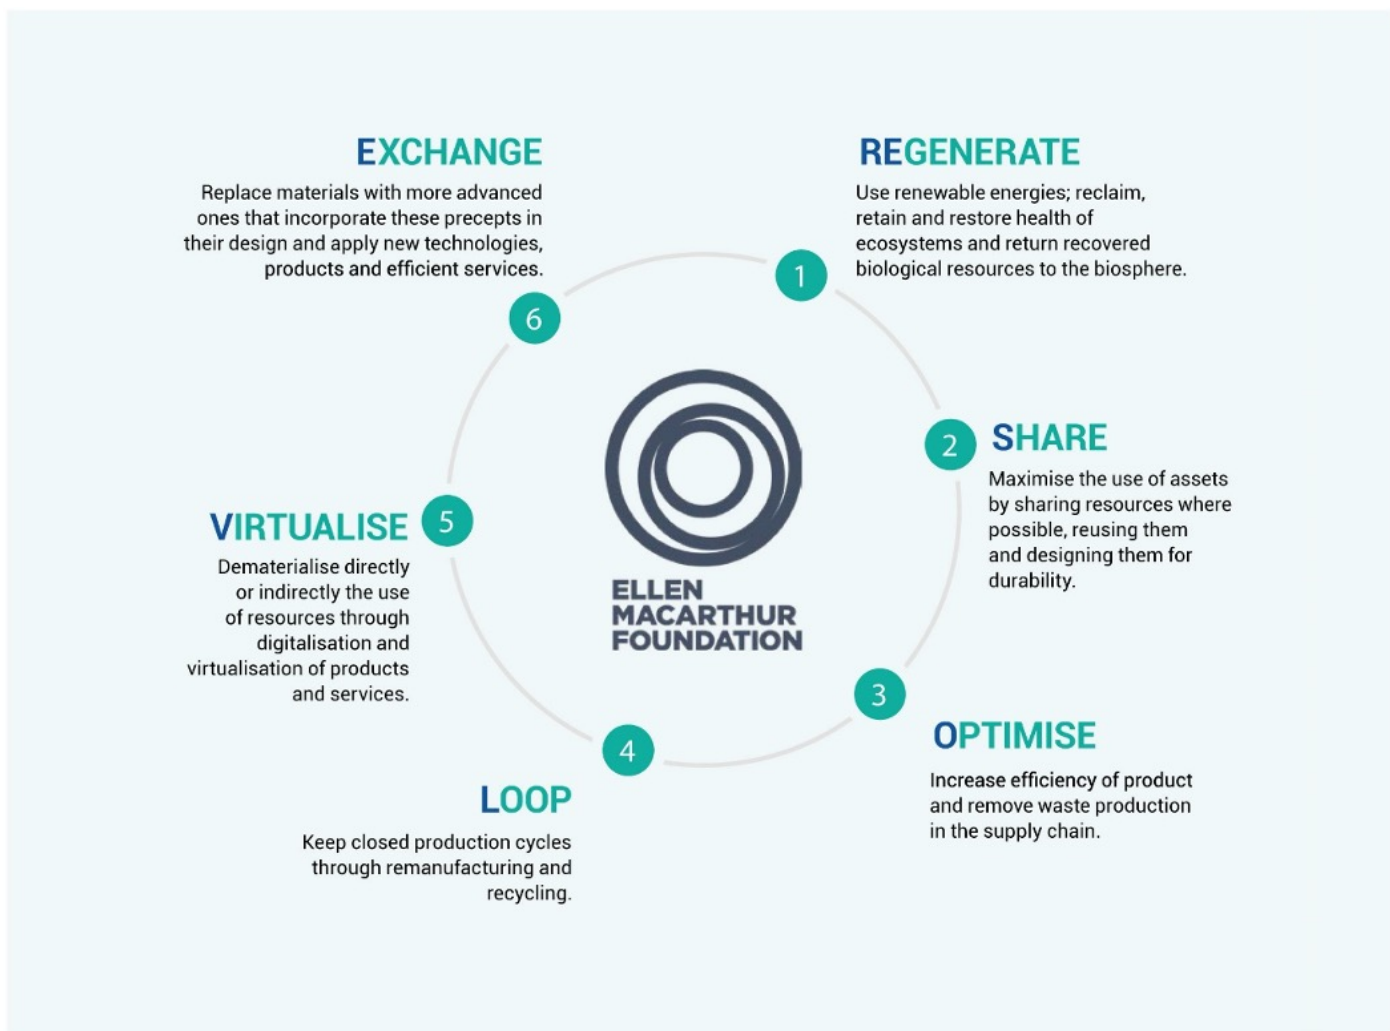 EXCHANGE
Replace materials with more advanced
ones that incorporate these precepts in
their design and apply new technologies,
products and efficient services.
REGENERATE
Use renewable energies; reclaim,
retain and restore health of
ecosystems and return recovered
biological resources to the biosphere.
1
6
2
SHARE
Maximise the use of assets
by sharing resources where
possible, reusing them
and designing them for
durability.
VIRTUALISE
5
Dematerialise directly
or indirectly the use
of resources through
digitalisation and
virtualisation of products
and services.
ELLEN
MACARTHUR
FOUNDATION
3
OPTIMISE
Increase efficiency of product
and remove waste production
in the supply chain.
4
LOOP
Keep closed production cycles
through remanufacturing and
recycling.